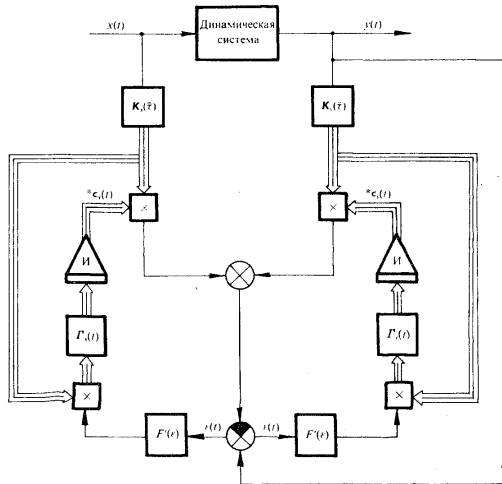 x(t)
Динамическая
система
y(t)
*c
(t)
×
*c
(t)
×
И
И
Г
(t)
Г
(t)
×
×
F'(ε)
(t)
(t)
F'(ε)